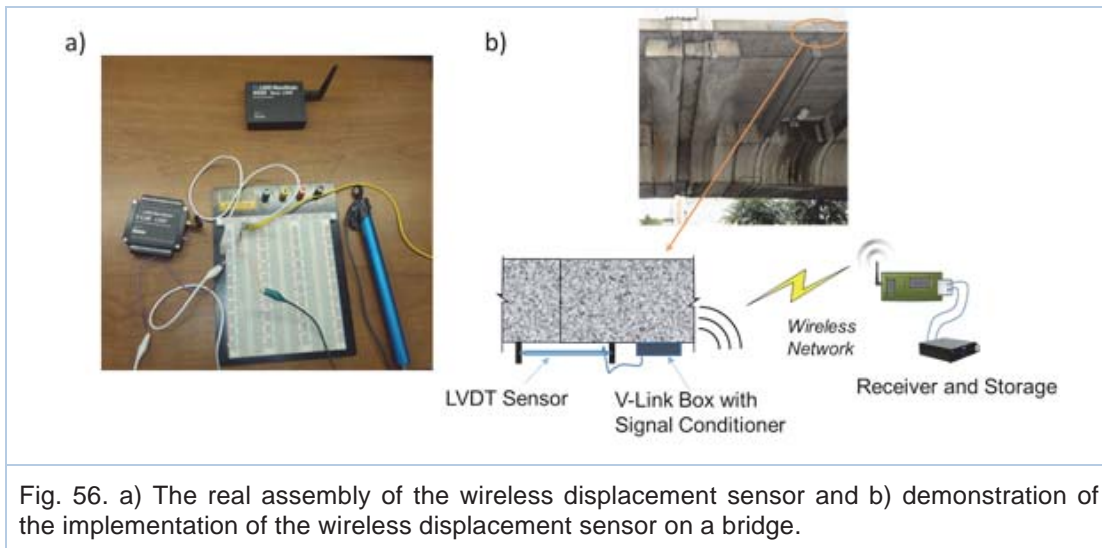 a)
b)
Wireless
Network
Receiver and Storage
LVDT Sensor
V-Link Box with
Signal Conditioner
Fig. 56. a) The real assembly of the wireless displacement sensor and b) demonstration of
the implementation of the wireless displacement sensor on a bridge.